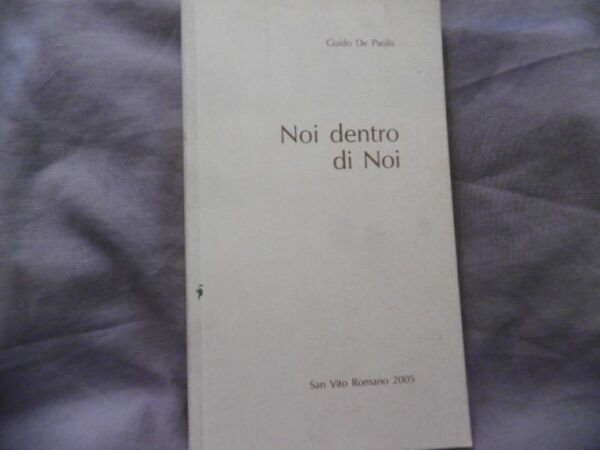 Guido De Paolis
Noi dentro
di Noi
San Vito Romano 2005